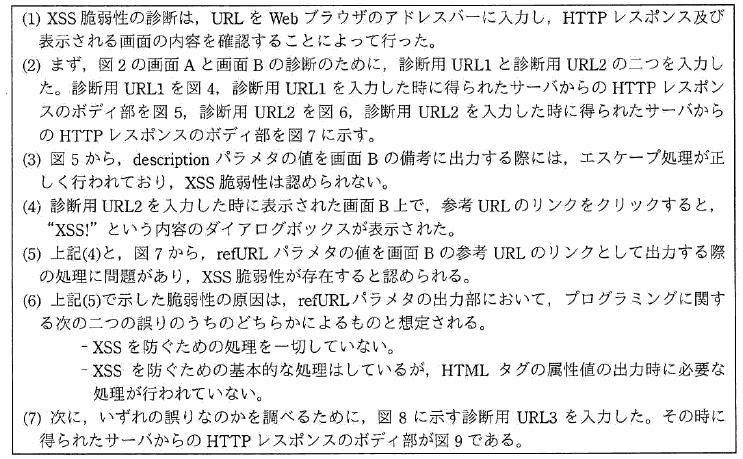 (1) XSS 脆弱性の診断は，URL を Web ブラウザのアドレスバーに入力し，HTTP レスポンス及び
表示される画面の内容を確認することによって行った。
(2) まず，図 2 の画面 A と画面 B の診断のために，診断用 URL1 と診断用 URL2 の二つを入力し
た。診断用 URL1 を図 4，診断用 URL1 を入力した時に得られたサーバからの HTTP レスポン
スのボディ部を図 5，診断用 URL2 を図 6，診断用 URL2 を入力した時に得られたサーバから
の HTTP レスポンスのボディ部を図 7 に示す。
(3) 図 5 から，description パラメタの値を画面 B の備考に出力する際には，エスケープ処理が正
しく行われており，XSS 脆弱性は認められない。
(4) 診断用 URL2 を入力した時に表示された画面 B 上で，参考 URL のリンクをクリックすると，
“XSS!” という内容のダイアログボックスが表示された。
(5) 上記(4)と，図 7 から，refURL パラメタの値を画面 B の参考 URL のリンクとして出力する際
の処理に問題があり，XSS 脆弱性が存在すると認められる。
(6) 上記(5)で示した脆弱性の原因は，refURL パラメタの出力部において，プログラミングに関す
る次の二つの誤りのうちのどちらかによるものと想定される。
- XSS を防ぐための処理を一切していない。
- XSS を防ぐための基本的な処理はしているが，HTML タグの属性値の出力時に必要な
処理が行われていない。
(7) 次に，いずれの誤りなのかを調べるために，図 8 に示す診断用 URL3 を入力した。その時に
得られたサーバからの HTTP レスポンスのボディ部が図 9 である。